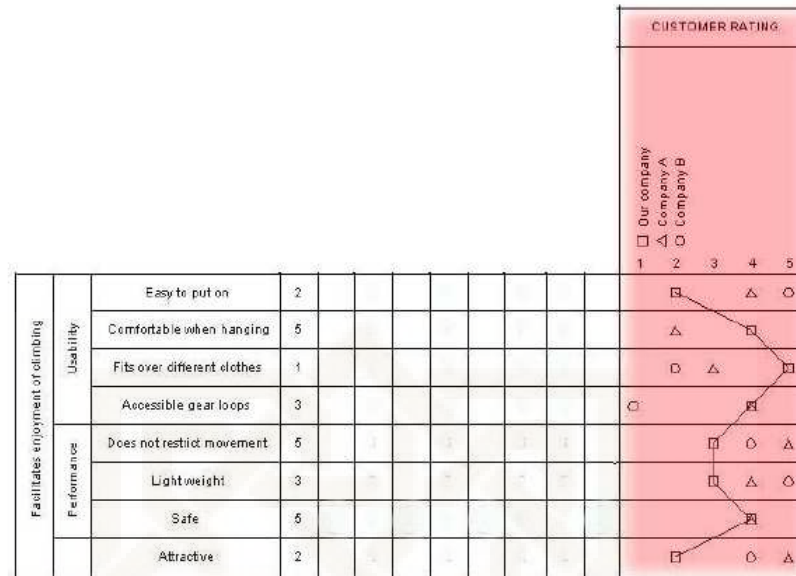 CUSTOMER RATING
□ Our company
△ Company A
○ Company B
1 2 3 4 5
Facilitates enjoyment of climbing
Usability
Easy to put on 2
Comfortable when hanging 5
Fits over different clothes 1
Accessible gear loops 3
Performance
Does not restrict movement 5
Light weight 3
Safe 5
Attractive 2